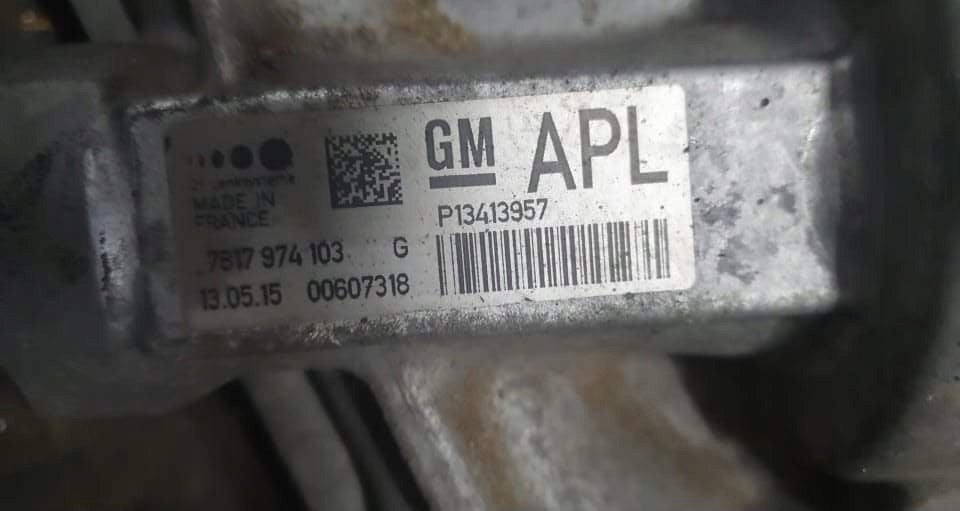 GM APL
MADE IN
FRANCE
P13413957
7817 974 103 G
13.05.15 00607318